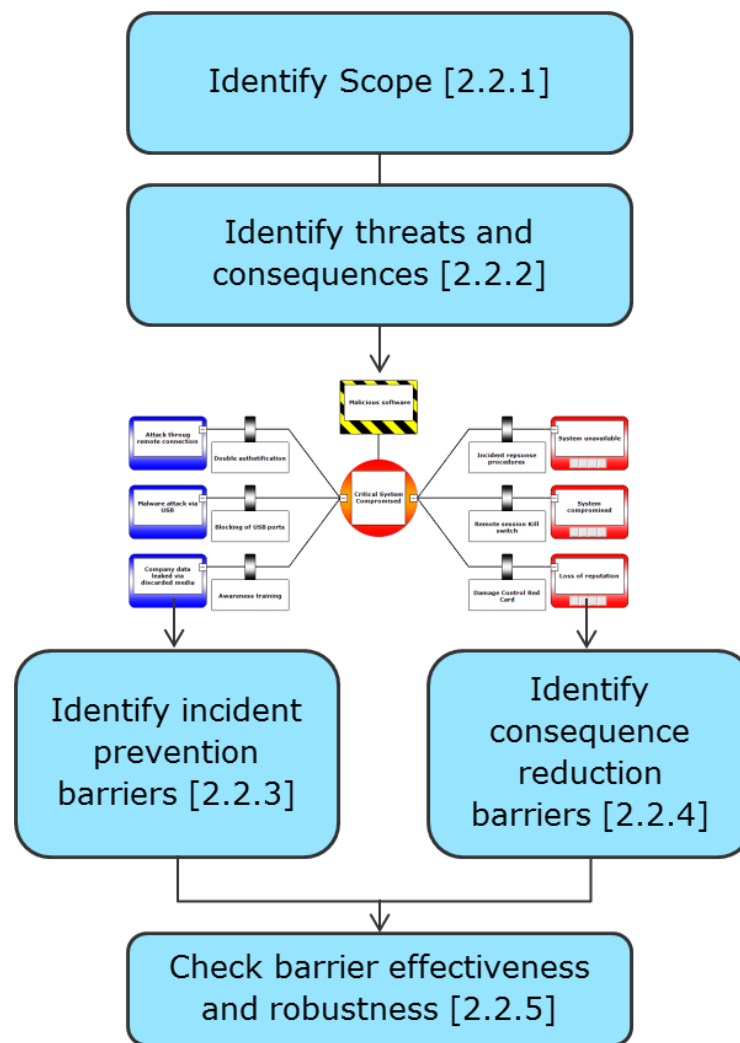 Identify Scope [2.2.1]
Identify threats and
consequences [2.2.2]
Malicious software
Attack throug
remote connection
Double authetification
Incident repsonse
procedures
System unavailable
Malware attack via
USB
Blocking of USB ports
Critical System
Compromised
Remote session Kill
switch
System
compromised
Company data
leaked via
discarded media
Awareness training
Damage Control Red
Card
Loss of reputation
Identify incident
prevention
barriers [2.2.3]
Identify
consequence
reduction
barriers [2.2.4]
Check barrier effectiveness
and robustness [2.2.5]